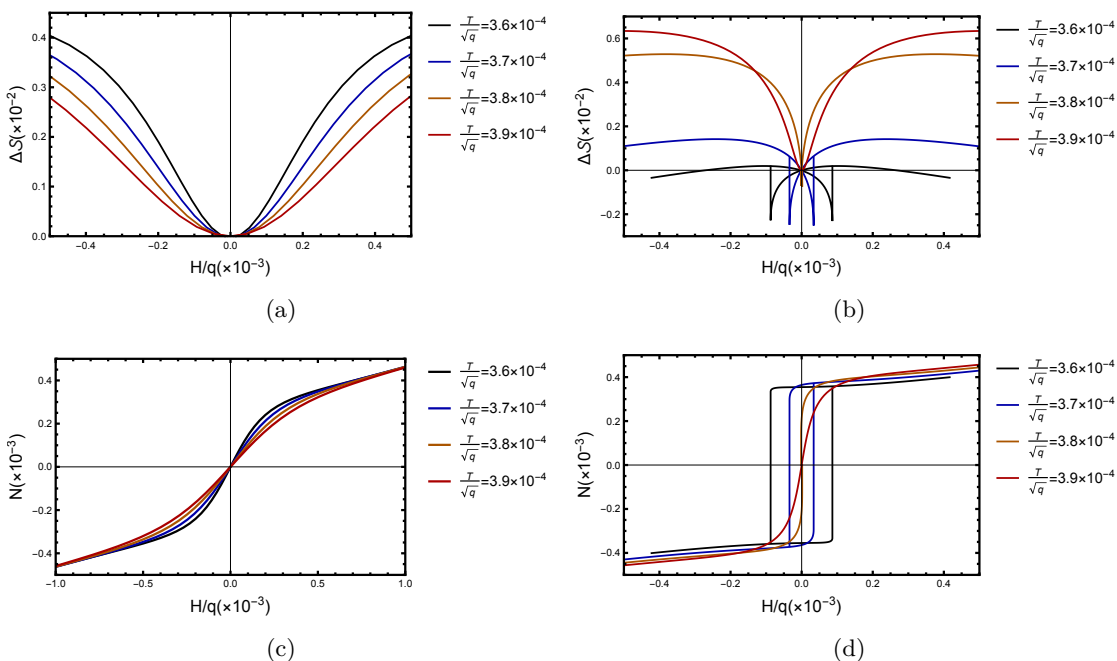 ΔS(×10⁻²)
0.4
0.3
0.2
0.1
0.0
−0.4 −0.2 0.0 0.2 0.4
H/q(×10⁻³)
T/√q=3.6×10⁻⁴
T/√q=3.7×10⁻⁴
T/√q=3.8×10⁻⁴
T/√q=3.9×10⁻⁴
(a)
ΔS(×10⁻²)
0.6
0.4
0.2
0.0
−0.2
−0.4 −0.2 0.0 0.2 0.4
H/q(×10⁻³)
T/√q=3.6×10⁻⁴
T/√q=3.7×10⁻⁴
T/√q=3.8×10⁻⁴
T/√q=3.9×10⁻⁴
(b)
N(×10⁻³)
0.4
0.2
0.0
−0.2
−0.4
−1.0 −0.5 0.0 0.5 1.0
H/q(×10⁻³)
T/√q=3.6×10⁻⁴
T/√q=3.7×10⁻⁴
T/√q=3.8×10⁻⁴
T/√q=3.9×10⁻⁴
(c)
N(×10⁻³)
0.4
0.2
0.0
−0.2
−0.4
−0.4 −0.2 0.0 0.2 0.4
H/q(×10⁻³)
T/√q=3.6×10⁻⁴
T/√q=3.7×10⁻⁴
T/√q=3.8×10⁻⁴
T/√q=3.9×10⁻⁴
(d)